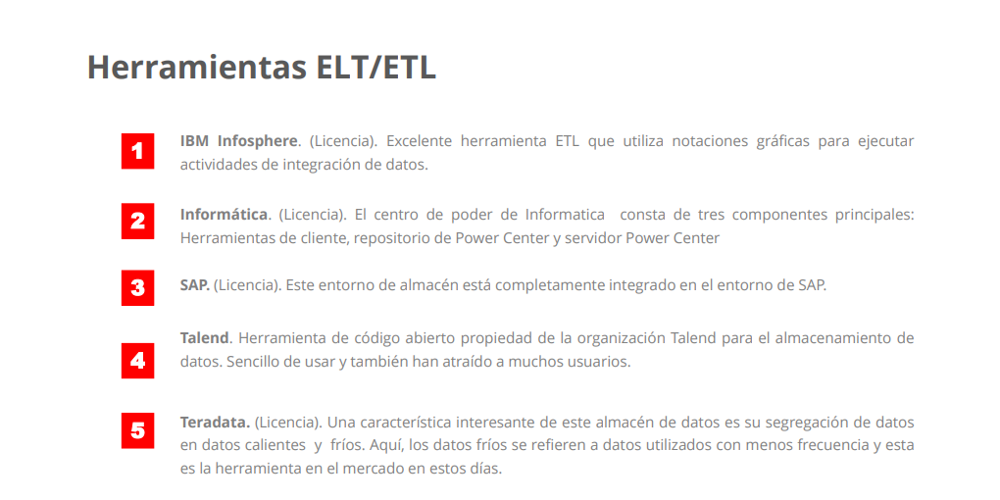 Herramientas ELT/ETL
1
IBM Infosphere. (Licencia). Excelente herramienta ETL que utiliza notaciones gráficas para ejecutar
actividades de integración de datos.
2
Informática. (Licencia). El centro de poder de Informatica consta de tres componentes principales:
Herramientas de cliente, repositorio de Power Center y servidor Power Center
3
SAP. (Licencia). Este entorno de almacén está completamente integrado en el entorno de SAP.
4
Talend. Herramienta de código abierto propiedad de la organización Talend para el almacenamiento de
datos. Sencillo de usar y también han atraído a muchos usuarios.
5
Teradata. (Licencia). Una característica interesante de este almacén de datos es su segregación de datos
en datos calientes y fríos. Aquí, los datos fríos se refieren a datos utilizados con menos frecuencia y esta
es la herramienta en el mercado en estos días.